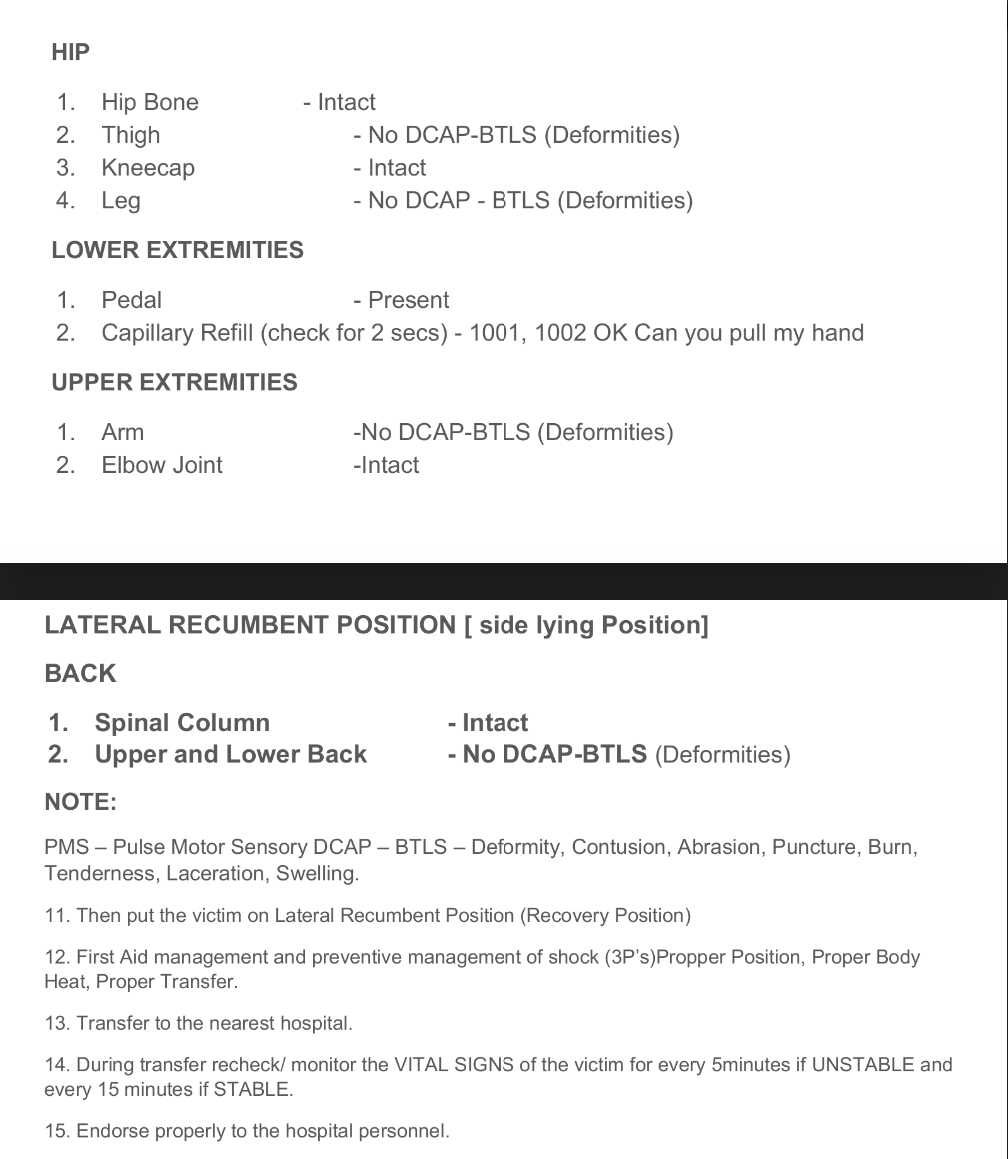 HIP
1. Hip Bone - Intact
2. Thigh - No DCAP-BTLS (Deformities)
3. Kneecap - Intact
4. Leg - No DCAP - BTLS (Deformities)
LOWER EXTREMITIES
1. Pedal - Present
2. Capillary Refill (check for 2 secs) - 1001, 1002 OK Can you pull my hand
UPPER EXTREMITIES
1. Arm -No DCAP-BTLS (Deformities)
2. Elbow Joint -Intact
LATERAL RECUMBENT POSITION [ side lying Position]
BACK
1. Spinal Column - Intact
2. Upper and Lower Back - No DCAP-BTLS (Deformities)
NOTE:
PMS – Pulse Motor Sensory DCAP – BTLS – Deformity, Contusion, Abrasion, Puncture, Burn,
Tenderness, Laceration, Swelling.
11. Then put the victim on Lateral Recumbent Position (Recovery Position)
12. First Aid management and preventive management of shock (3P's)Propper Position, Proper Body
Heat, Proper Transfer.
13. Transfer to the nearest hospital.
14. During transfer recheck/ monitor the VITAL SIGNS of the victim for every 5minutes if UNSTABLE and
every 15 minutes if STABLE.
15. Endorse properly to the hospital personnel.